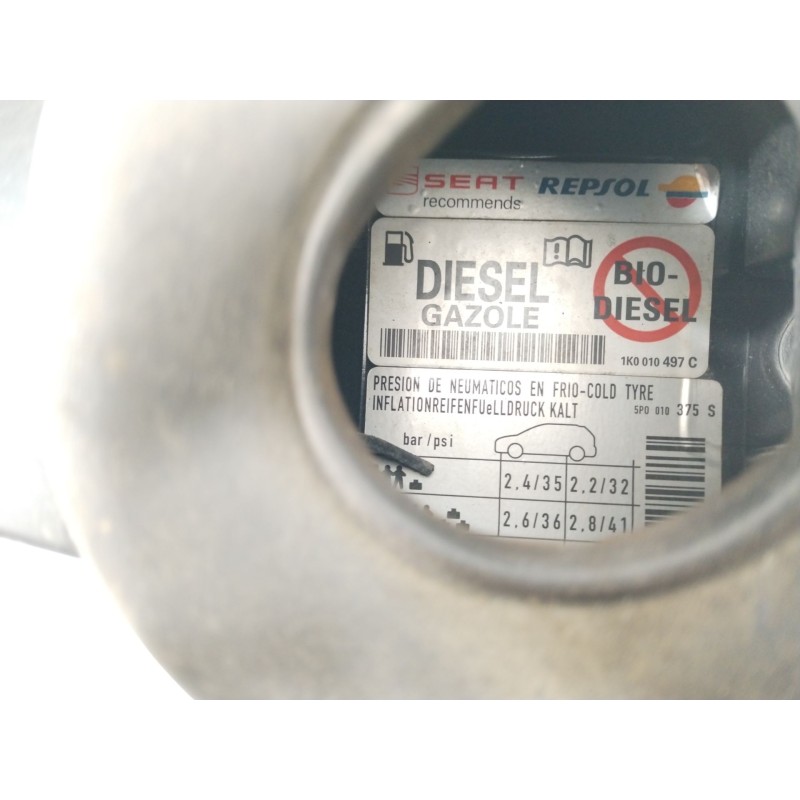 SEAT REPSOL
recommends
DIESEL
GAZOLE
BIO-
DIESEL
1K0 010 497 C
PRESION DE NEUMATICOS EN FRIO-COLD TYRE
INFLATIONREIFENFUeLLDRUCK KALT
5P0 010 375 S
bar/psi
2.4/35 2.2/32
2.6/36 2.8/41